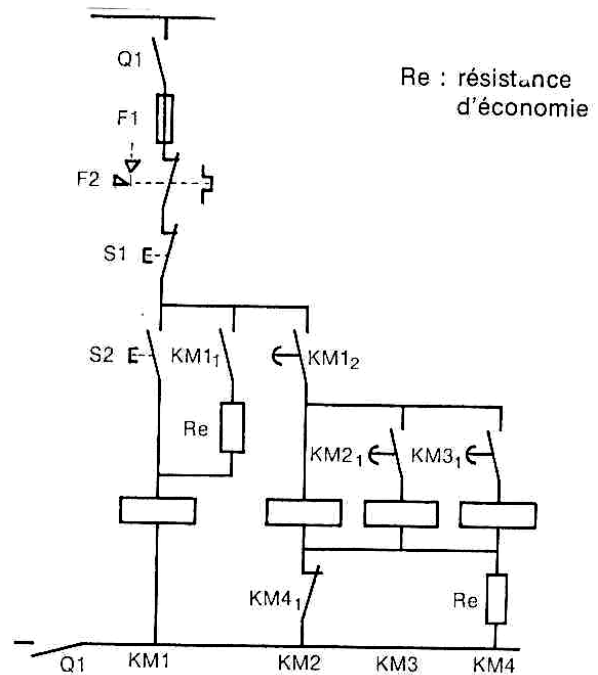 Q1
Re : résistance
d'économie
F1
F2
S1
S2
KM1₁
KM1₂
Re
KM2₁
KM3₁
KM4₁
Re
Q1
KM1
KM2
KM3
KM4